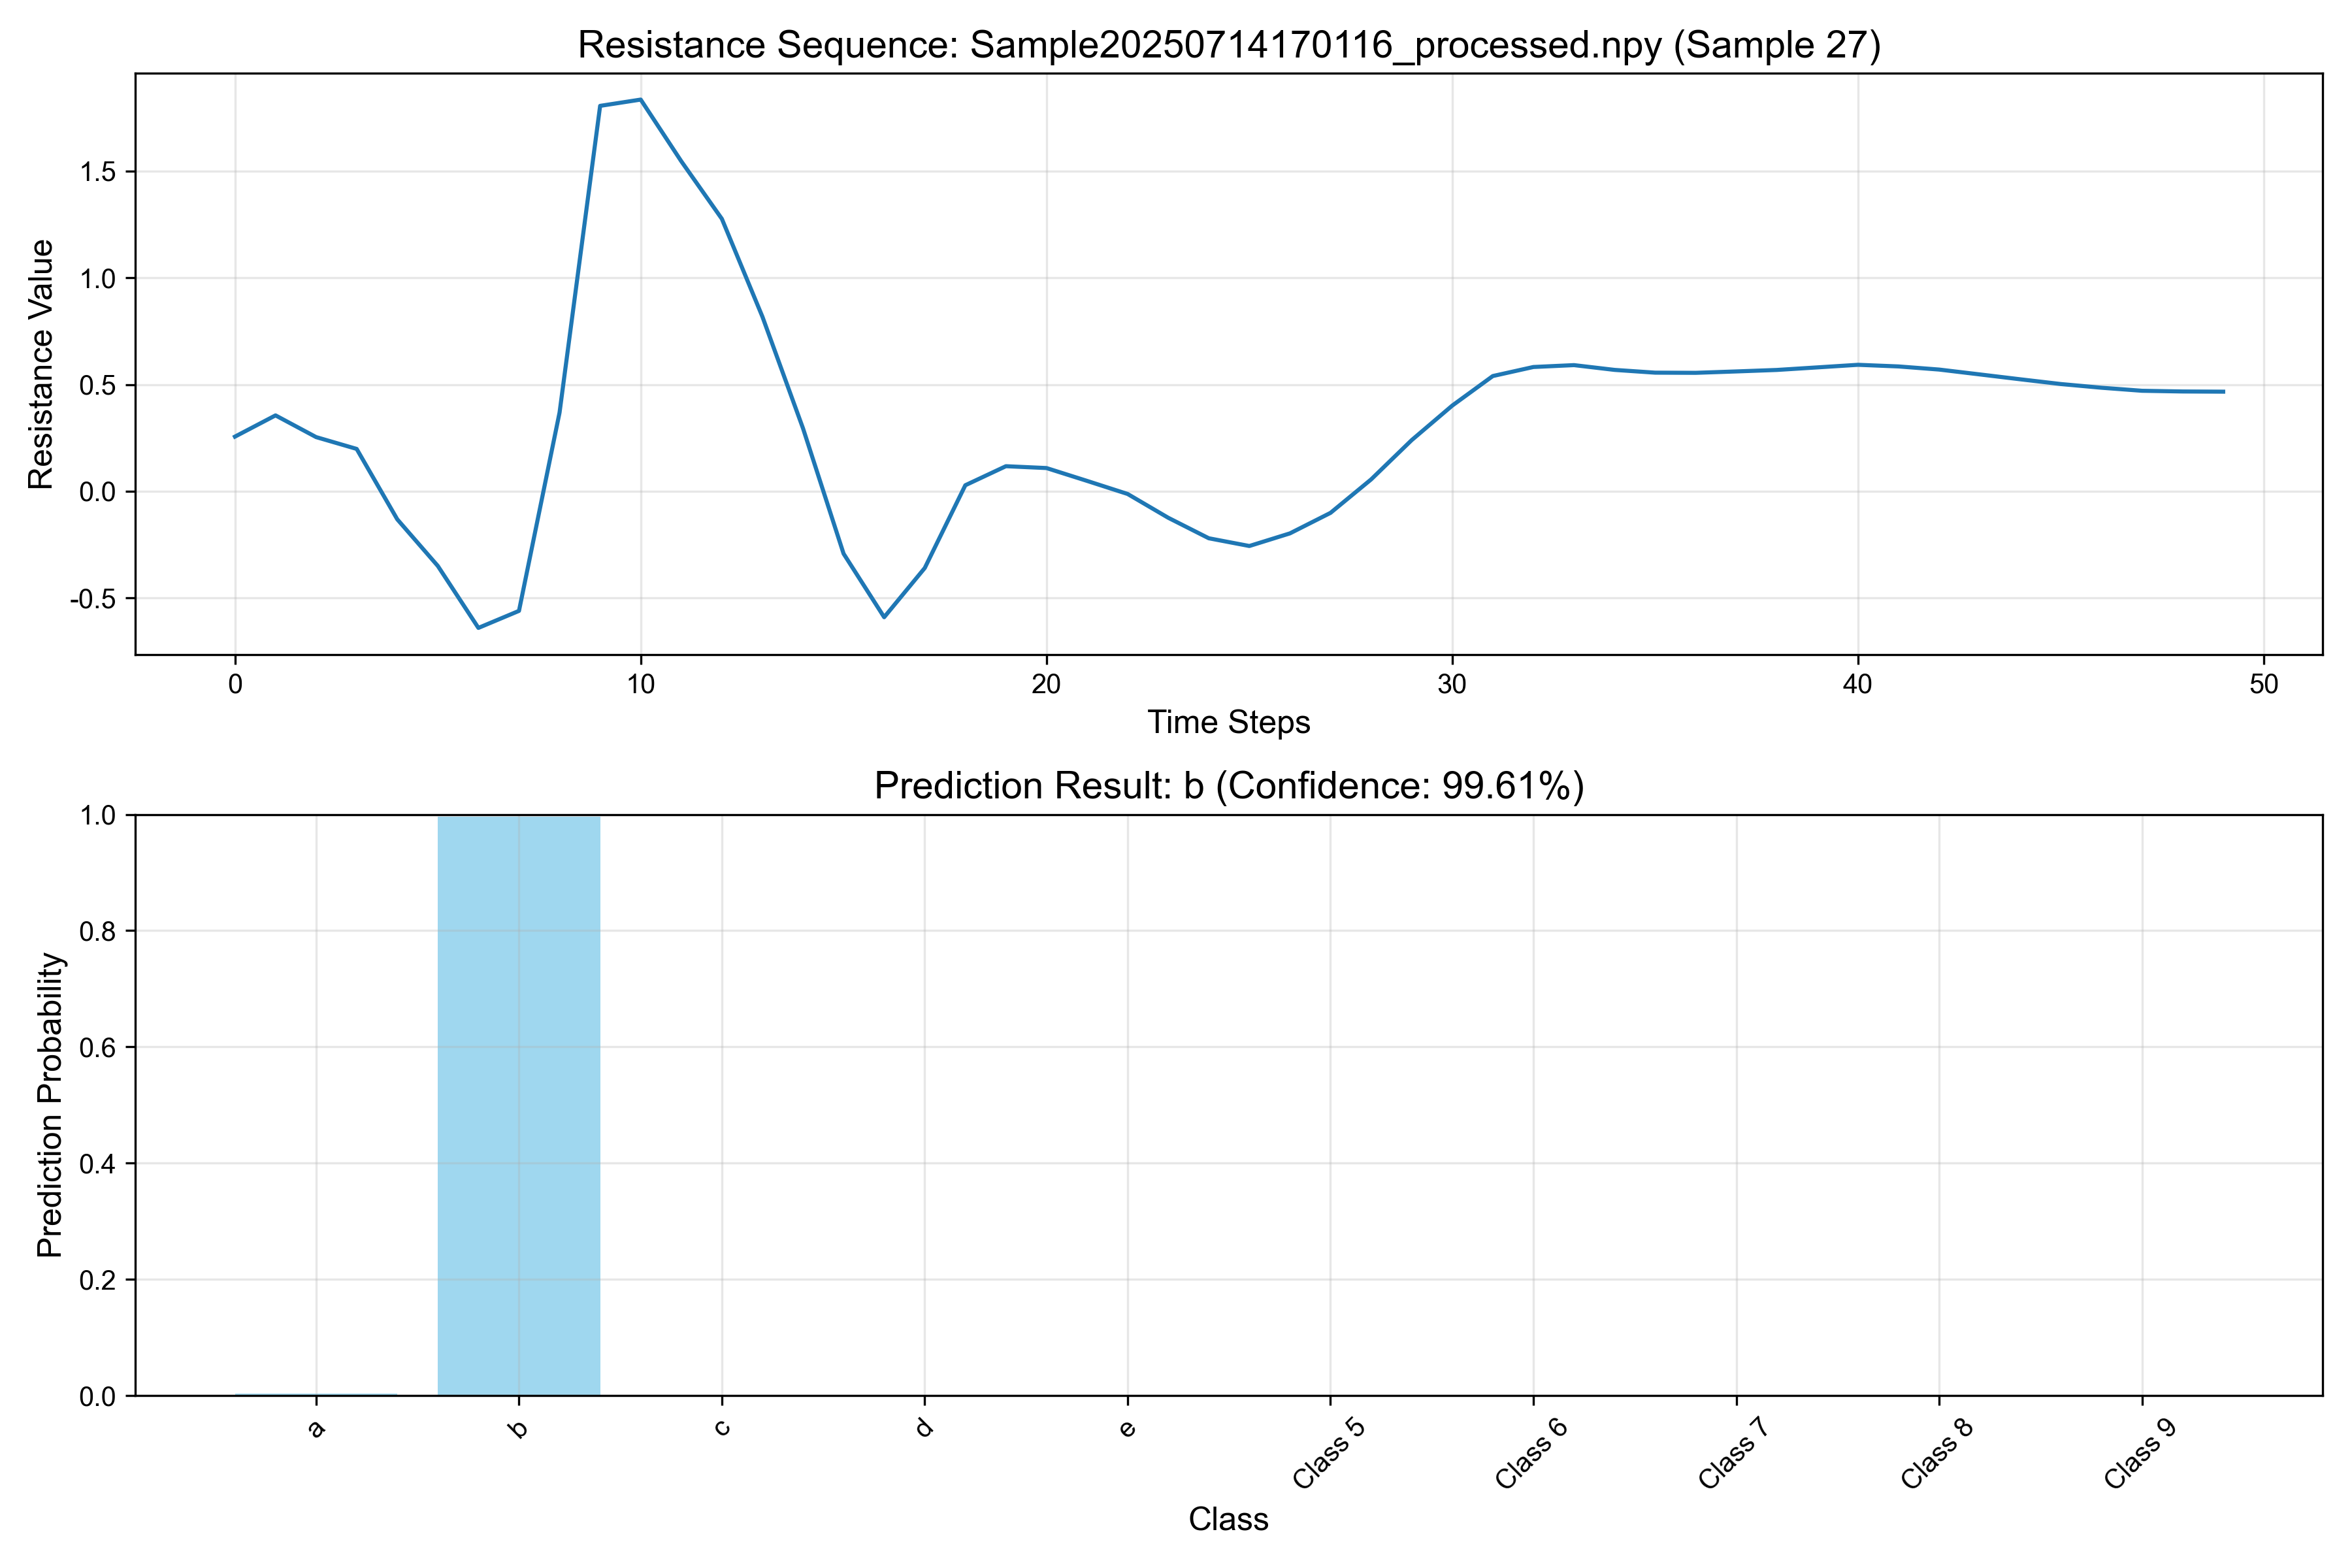 Resistance Sequence: Sample20250714170116_processed.npy (Sample 27)
Resistance Value
1.5
1.0
0.5
0.0
-0.5
0 10 20 30 40 50
Time Steps
Prediction Result: b (Confidence: 99.61%)
Prediction Probability
1.0
0.8
0.6
0.4
0.2
0.0
a b c d e Class 5 Class 6 Class 7 Class 8 Class 9
Class